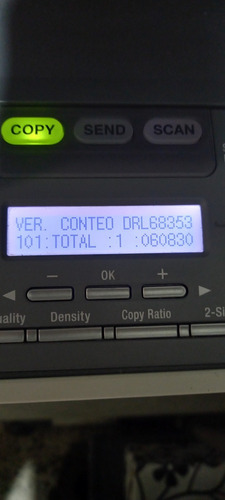 COPY SEND SCAN
VER. CONTEO DRL68353
101:TOTAL :1 :060830
− OK +
uality Density Copy Ratio 2-Si